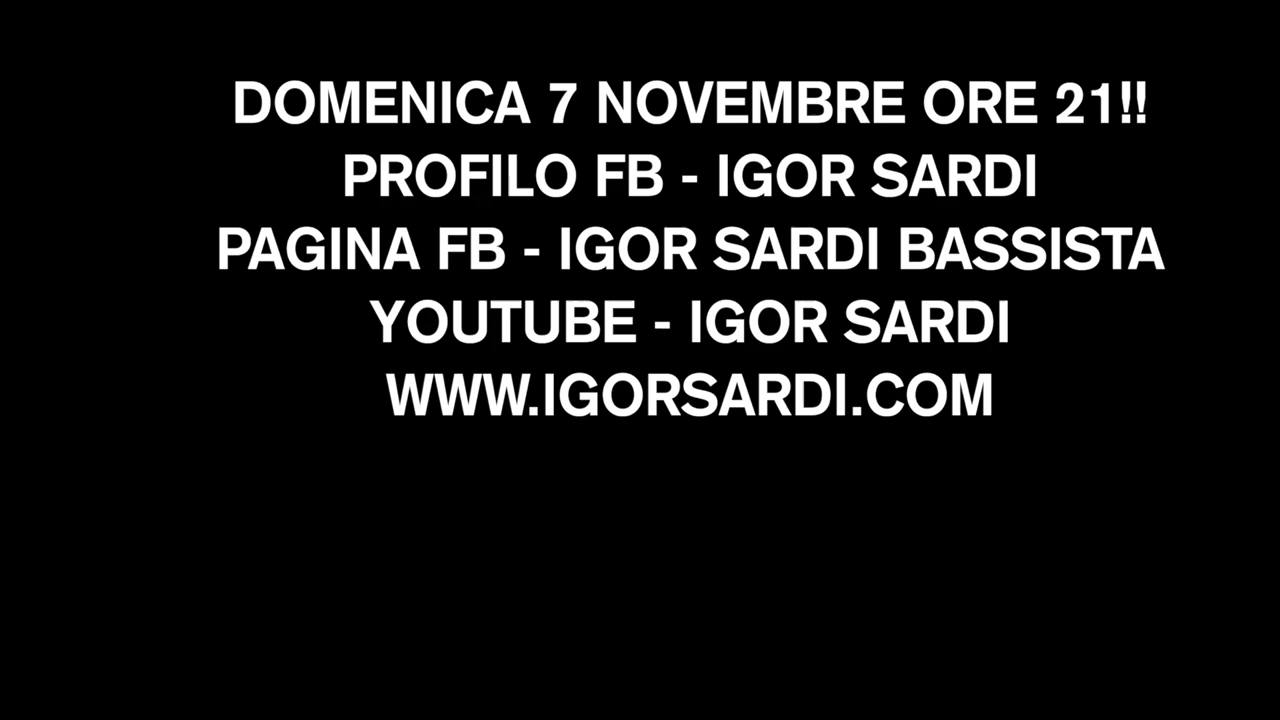 DOMENICA 7 NOVEMBRE ORE 21!!
PROFILO FB - IGOR SARDI
PAGINA FB - IGOR SARDI BASSISTA
YOUTUBE - IGOR SARDI
WWW.IGORSARDI.COM